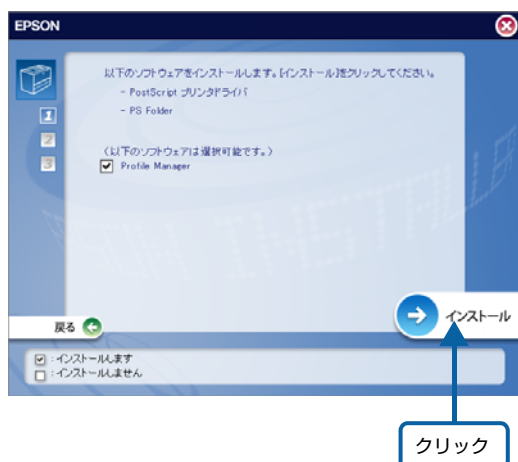 EPSON
以下のソフトウェアをインストールします。[インストール]をクリックしてください。
- PostScript プリンタドライバ
- PS Folder
1
2
3
(以下のソフトウェアは選択可能です。)
Profile Manager
インストール
戻る
:インストールします
:インストールしません
クリック